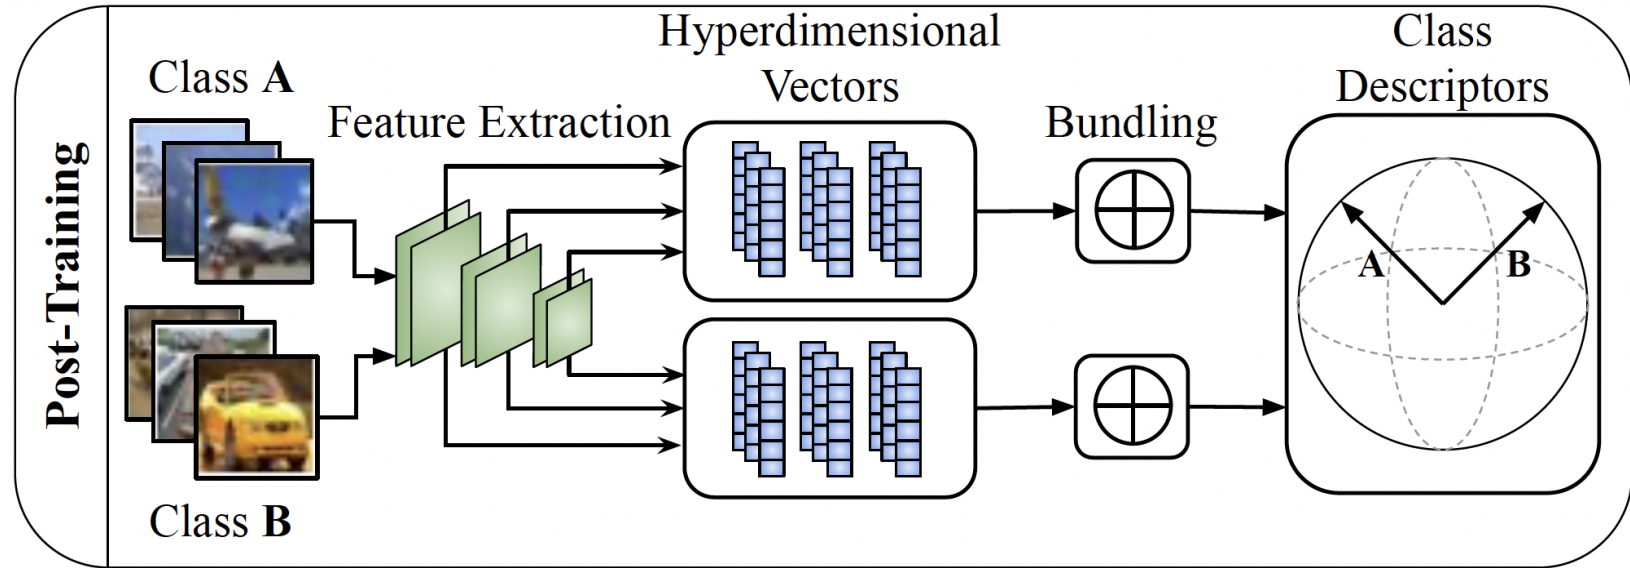 Post-Training
Class A
Feature Extraction
Hyperdimensional
Vectors
Bundling
Class
Descriptors
A
B
Class B